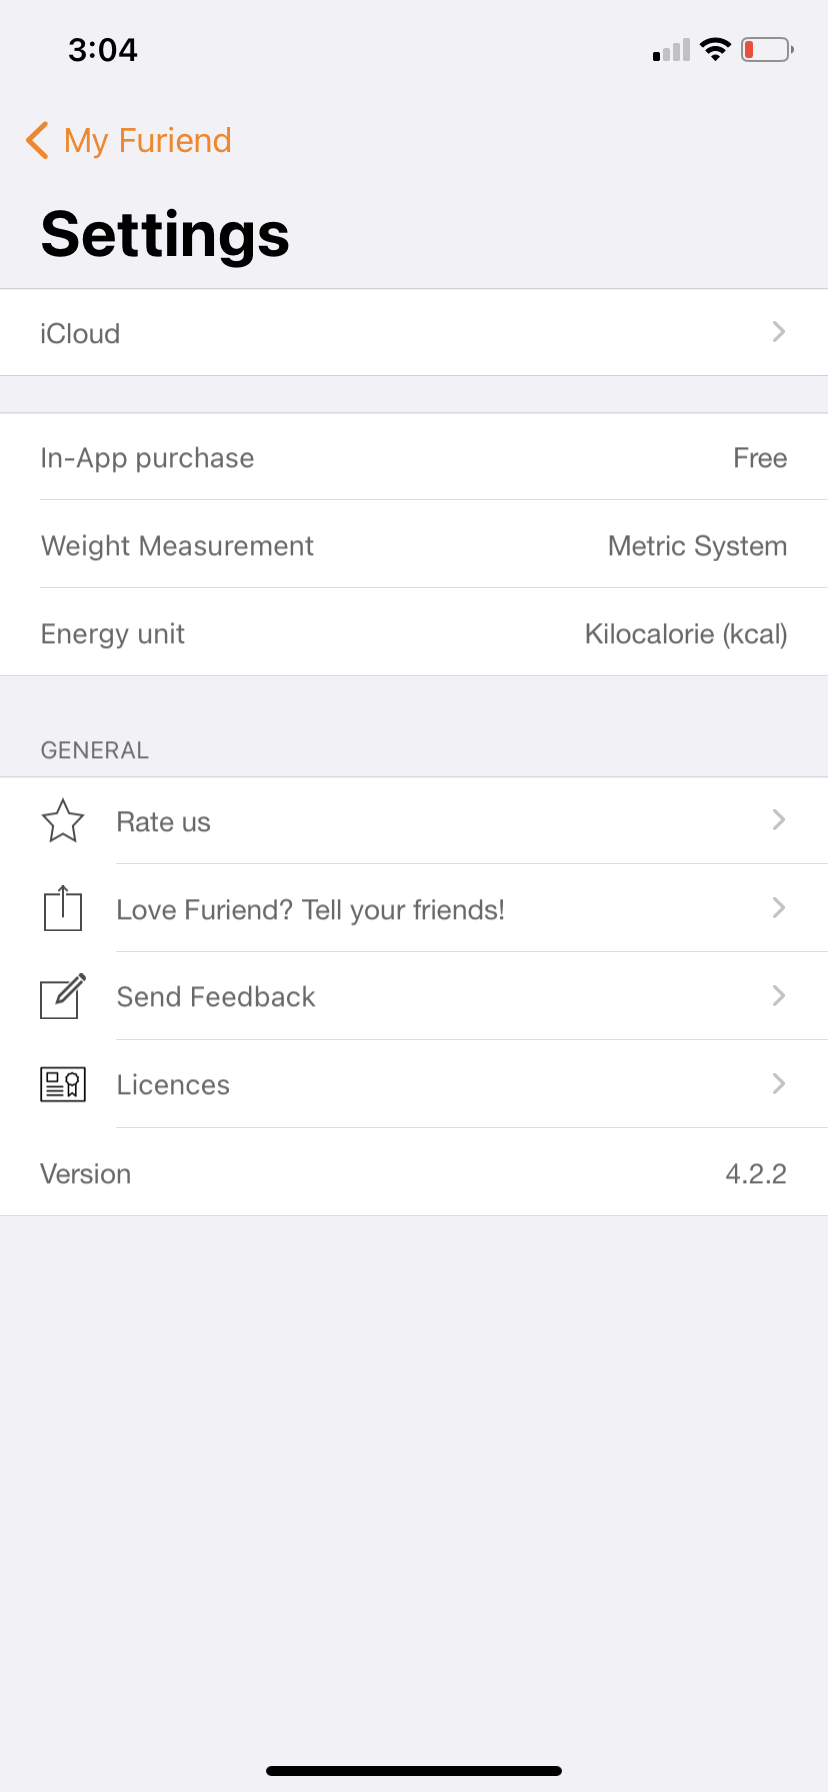 3:04
My Furiend
Settings
iCloud
In-App purchase Free
Weight Measurement Metric System
Energy unit Kilocalorie (kcal)
GENERAL
Rate us
Love Furiend? Tell your friends!
Send Feedback
Licences
Version 4.2.2